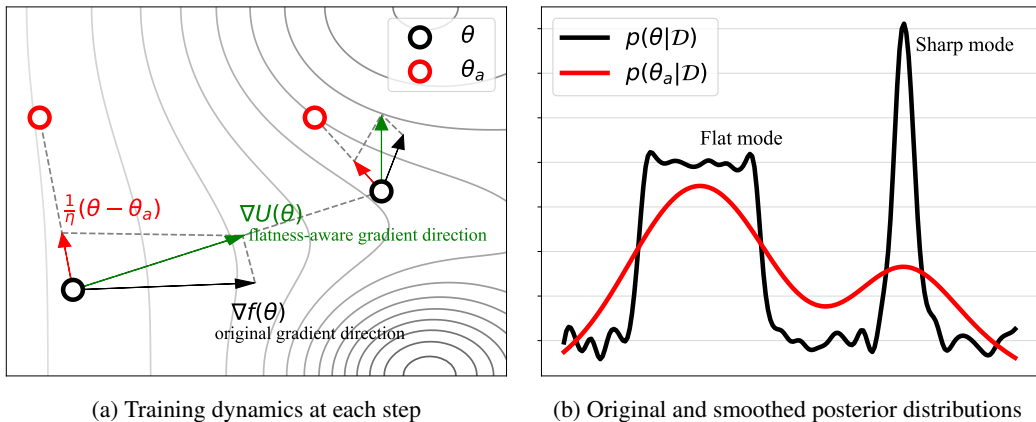 θ
θₐ
1/η(θ − θₐ)
∇U(θ)
flatness-aware gradient direction
∇f(θ)
original gradient direction
(a) Training dynamics at each step
p(θ|𝒟)
p(θₐ|𝒟)
Sharp mode
Flat mode
(b) Original and smoothed posterior distributions